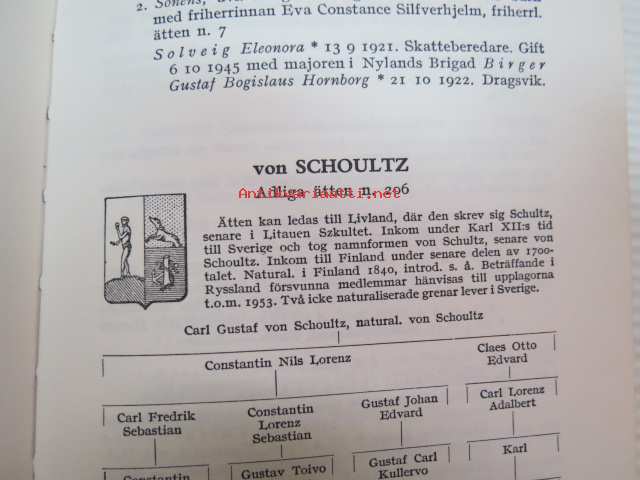 2. Sonens,
med friherrinnan Eva Constance Silfverhjelm, friherrl.
ätten n. 7
Solveig Eleonora * 13 9 1921. Skatteberedare. Gift
6 10 1945 med majoren i Nylands Brigad Birger
Gustaf Bogislaus Hornborg * 21 10 1922. Dragsvik.
von SCHOULTZ
Adliga ätten n. 296
Antikvariaatti.net
Ätten kan ledas till Livland, där den skrev sig Schultz,
senare i Litauen Szkultet. Inkom under Karl XII:s tid
till Sverige och tog namnformen von Schultz, senare von
Schoultz. Inkom till Finland under senare delen av 1700-
talet. Natural. i Finland 1840, introd. s. å. Beträffande i
Ryssland försvunna medlemmar hänvisas till upplagorna
t.o.m. 1953. Två icke naturaliserade grenar lever i Sverige.
Carl Gustaf von Schoultz, natural. von Schoultz
Constantin Nils Lorenz
Claes Otto
Edvard
Carl Fredrik
Sebastian
Constantin
Lorenz
Sebastian
Gustaf Johan
Edvard
Carl Lorenz
Adalbert
Constantin
Gustav Toivo
Gustaf Carl
Kullervo
Karl